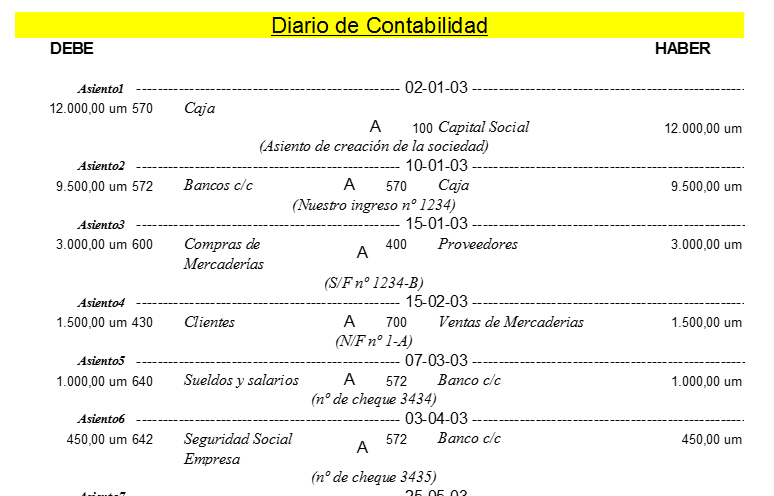 Diario de Contabilidad
DEBE HABER
Asiento1 ---------------------------------------------------- 02-01-03 ----------------------------------------------------
12.000,00 um 570 Caja
A 100 Capital Social 12.000,00 um
(Asiento de creación de la sociedad)
Asiento2 ---------------------------------------------------- 10-01-03 ----------------------------------------------------
9.500,00 um 572 Bancos c/c A 570 Caja 9.500,00 um
(Nuestro ingreso nº 1234)
Asiento3 ---------------------------------------------------- 15-01-03 ----------------------------------------------------
3.000,00 um 600 Compras de A 400 Proveedores 3.000,00 um
Mercaderías
(S/F nº 1234-B)
Asiento4 ---------------------------------------------------- 15-02-03 ----------------------------------------------------
1.500,00 um 430 Clientes A 700 Ventas de Mercaderias 1.500,00 um
(N/F nº 1-A)
Asiento5 ---------------------------------------------------- 07-03-03 ----------------------------------------------------
1.000,00 um 640 Sueldos y salarios A 572 Banco c/c 1.000,00 um
(nº de cheque 3434)
Asiento6 ---------------------------------------------------- 03-04-03 ----------------------------------------------------
450,00 um 642 Seguridad Social A 572 Banco c/c 450,00 um
Empresa
(nº de cheque 3435)
Asiento7 25-05-03